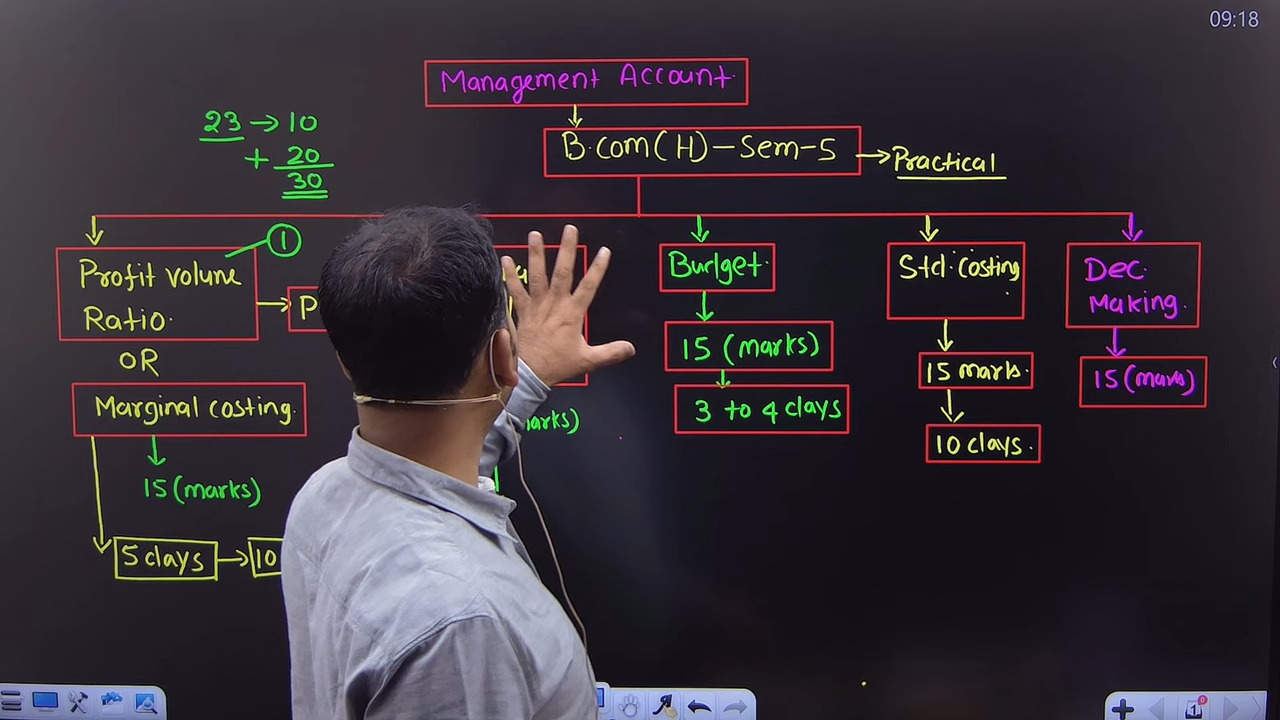 09:18
Management Account
B.com(H)-Sem-5
Practical
23 → 10
+ 20
30
1
Profit volume
Ratio.
OR
Marginal costing.
15 (marks)
5 days → 10
Budget.
15 (marks)
3 to 4 days
Std. Costing
15 marks.
10 days.
Dec.
Making.
15 (marks)